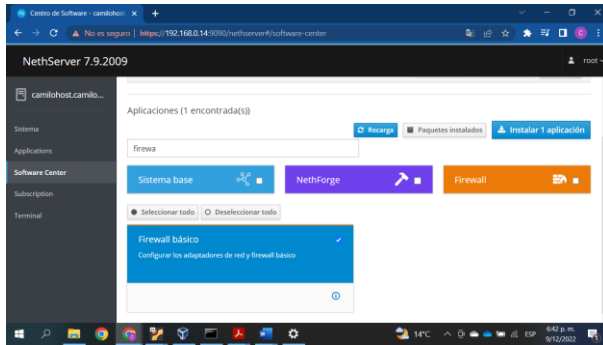 Centro de Software - camilohost
No es seguro | https://192.168.0.14:9090/nethserver#/software-center
NethServer 7.9.2009
root
camilohost.camilo...
Sistema
Applications
Software Center
Subscription
Terminal
Aplicaciones (1 encontrada(s))
Recarga
Paquetes instalados
Instalar 1 aplicación
firewa
Sistema base
NethForge
Firewall
Seleccionar todo
Deseleccionar todo
Firewall básico
Configurar los adaptadores de red y firewall básico
14°C
ESP
6:42 p. m.
9/12/2022